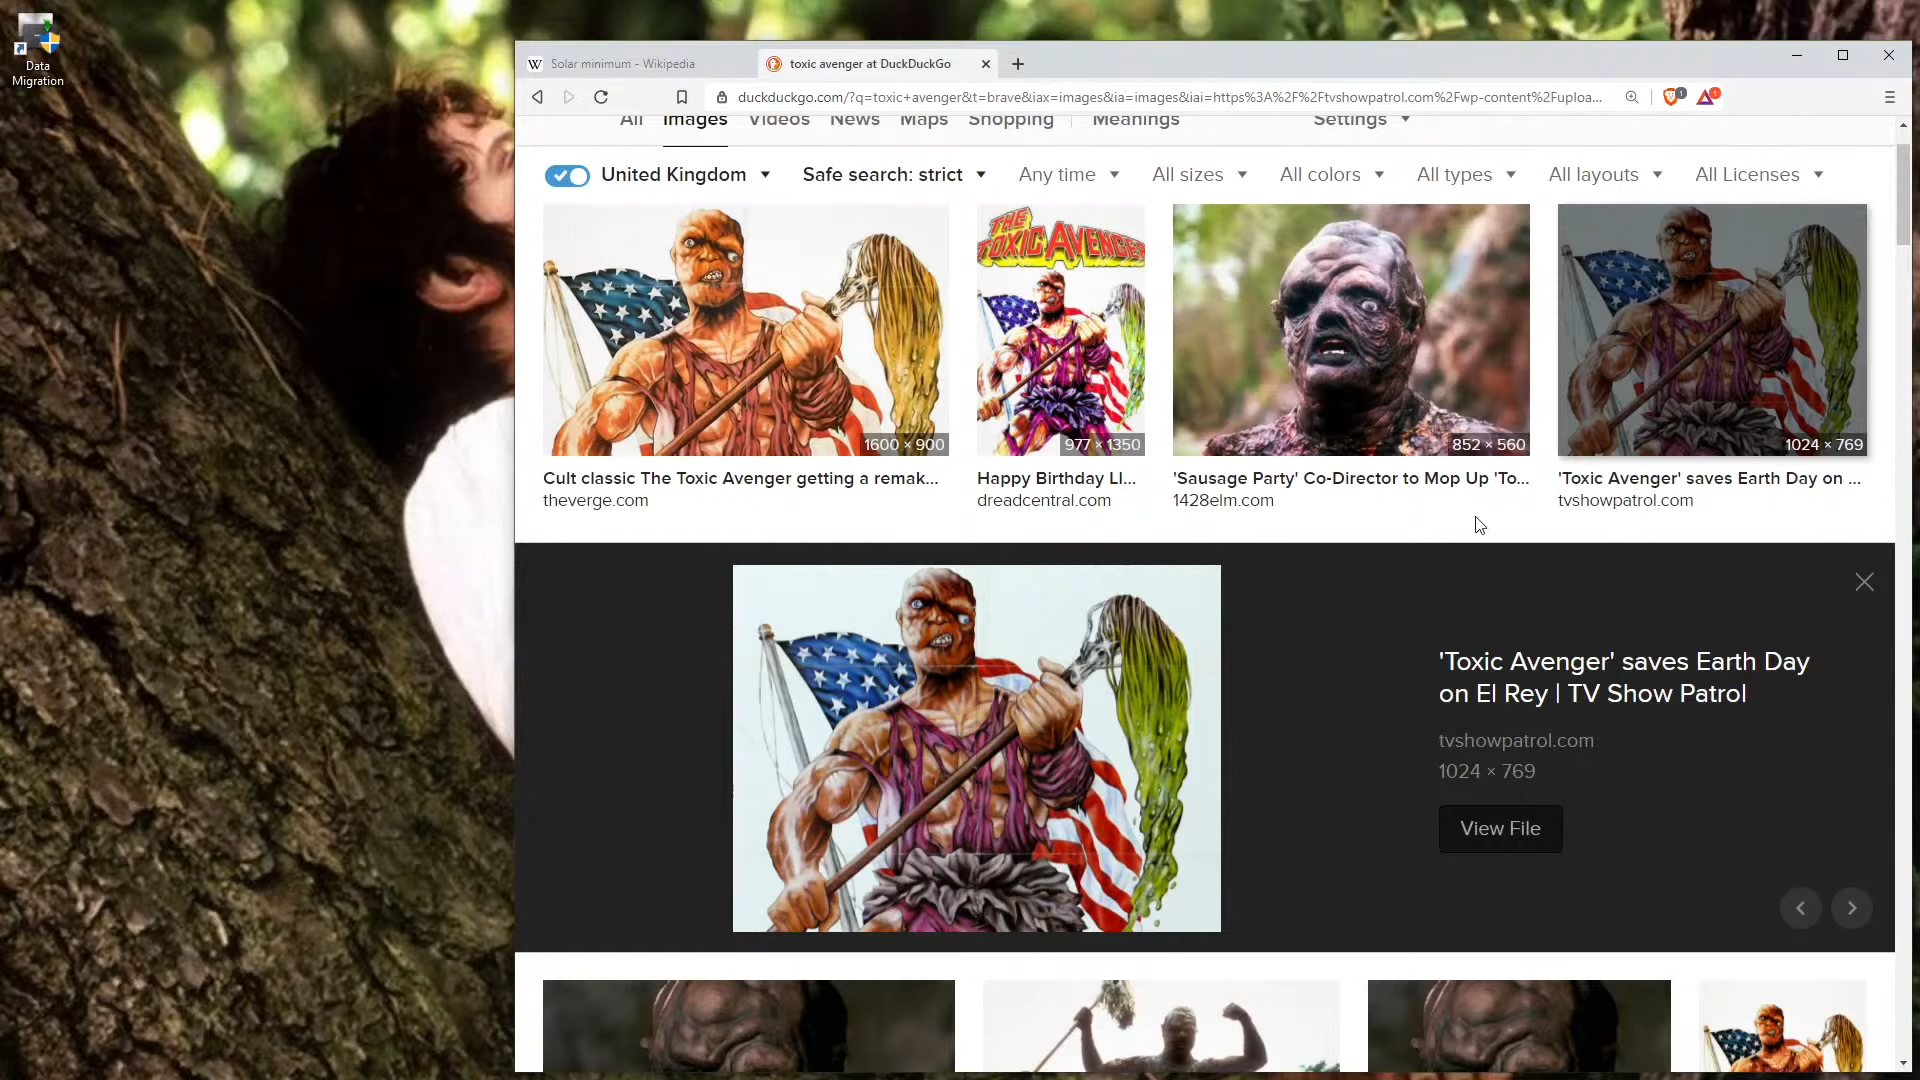 Data
Migration
W Solar minimum - Wikipedia
toxic avenger at DuckDuckGo
duckduckgo.com/?q=toxic+avenger&t=brave&iax=images&ia=images&iai=https%3A%2F%2Ftvshowpatrol.com%2Fwp-content%2Fuploa...
1
1
All Images Videos News Maps Shopping Meanings Settings
United Kingdom Safe search: strict Any time All sizes All colors All types All layouts All Licenses
THE
TOXIC AVENGER
1600 × 900
977 × 1350
852 × 560
1024 × 769
Cult classic The Toxic Avenger getting a remak...
theverge.com
Happy Birthday Ll...
dreadcentral.com
'Sausage Party' Co-Director to Mop Up 'To...
1428elm.com
'Toxic Avenger' saves Earth Day on ...
tvshowpatrol.com
'Toxic Avenger' saves Earth Day
on El Rey | TV Show Patrol
tvshowpatrol.com
1024 × 769
View File